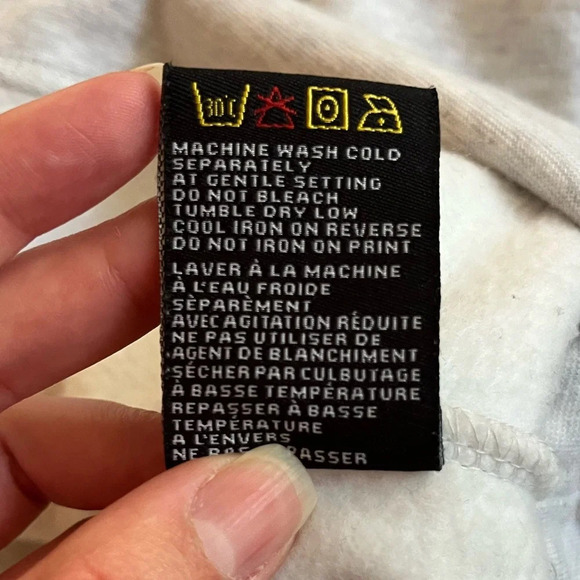 30°C
MACHINE WASH COLD
SEPARATELY
AT GENTLE SETTING
DO NOT BLEACH
TUMBLE DRY LOW
COOL IRON ON REVERSE
DO NOT IRON ON PRINT
LAVER À LA MACHINE
À L'EAU FROIDE
SÈPARÈMENT
AVEC AGITATION RÉDUITE
NE PAS UTILISER DE
AGENT DE BLANCHIMENT
SÉCHER PAR CULBUTAGE
À BASSE TEMPÉRATURE
REPASSER À BASSE
TEMPÉRATURE
A L'ENVERS
NE